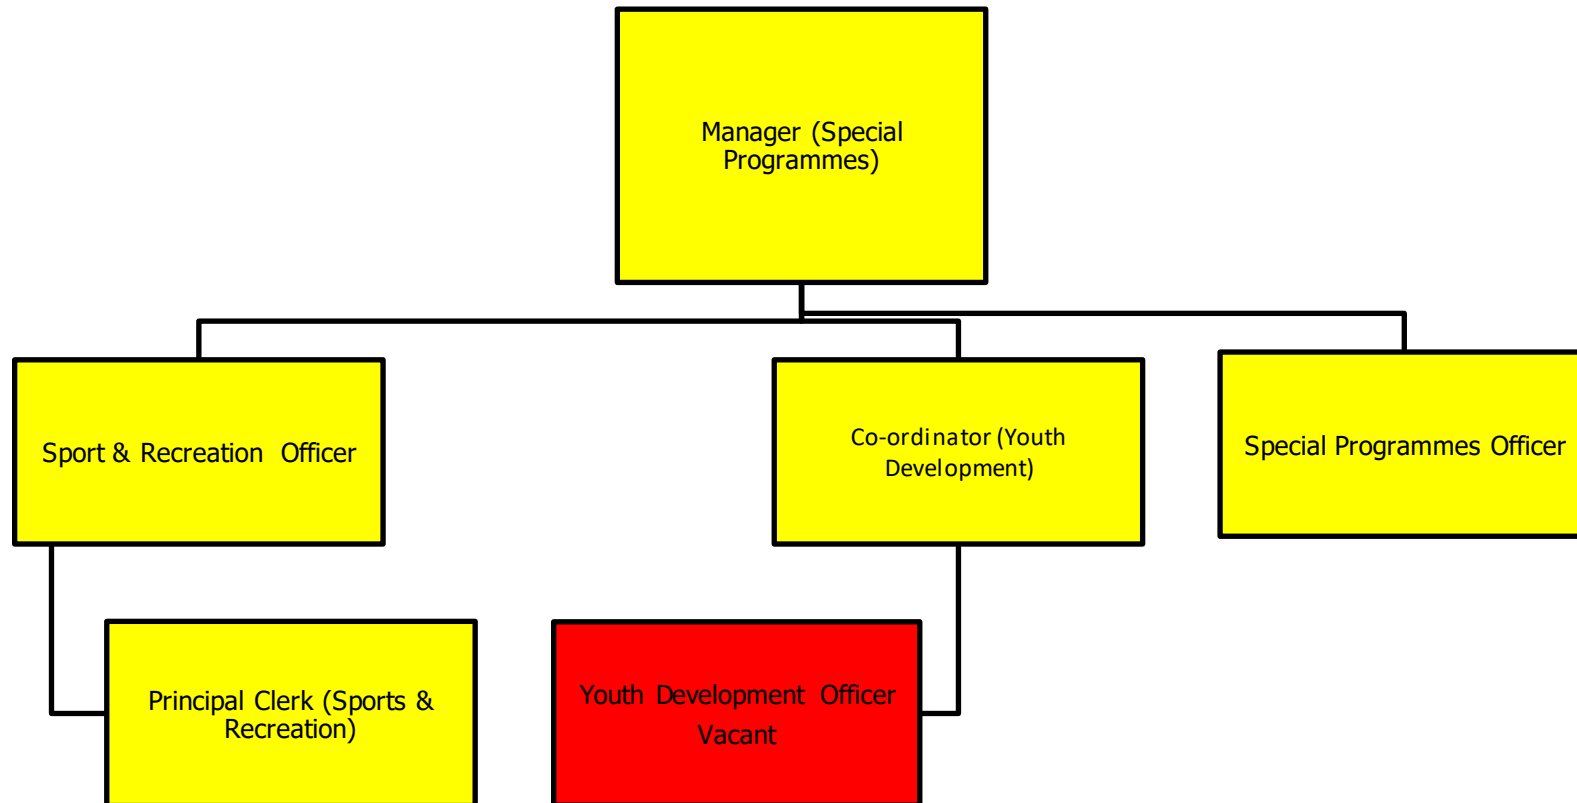 Manager (Special
Programmes)
Sport & Recreation Officer
Co-ordinator (Youth
Development)
Special Programmes Officer
Principal Clerk (Sports &
Recreation)
Youth Development Officer
Vacant